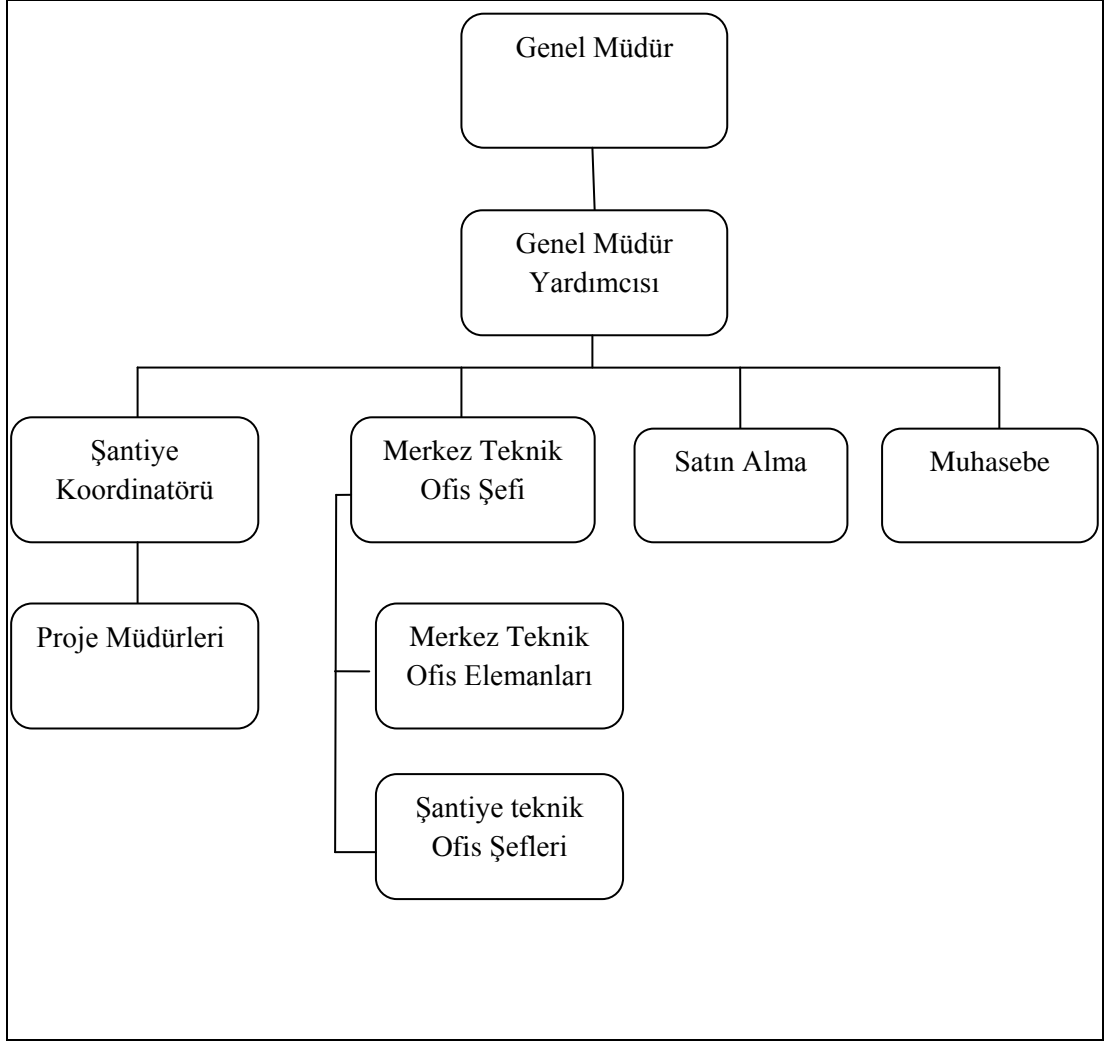 Genel Müdür
Genel Müdür
Yardımcısı
Şantiye
Koordinatörü
Merkez Teknik
Ofis Şefi
Satın Alma
Muhasebe
Proje Müdürleri
Merkez Teknik
Ofis Elemanları
Şantiye teknik
Ofis Şefleri